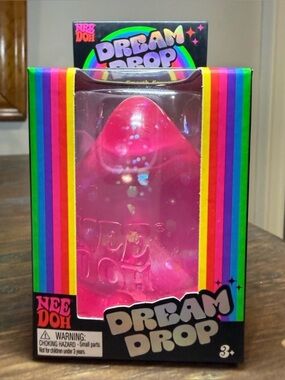 NEE
DOH
DREAM
DROP
NEE
DOH
NEE
DOH
DREAM
DROP
⚠ WARNING:
CHOKING HAZARD - Small parts
Not for children under 3 years.
3+